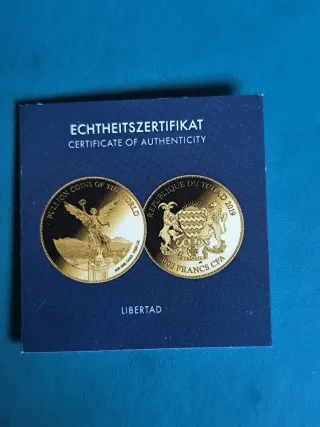 ECHTHEITSZERTIFIKAT
CERTIFICATE OF AUTHENTICITY
BULLION COINS OF THE WORLD
REPUBLIQUE DU TCHAD 2019
FRANCS CFA
LIBERTAD